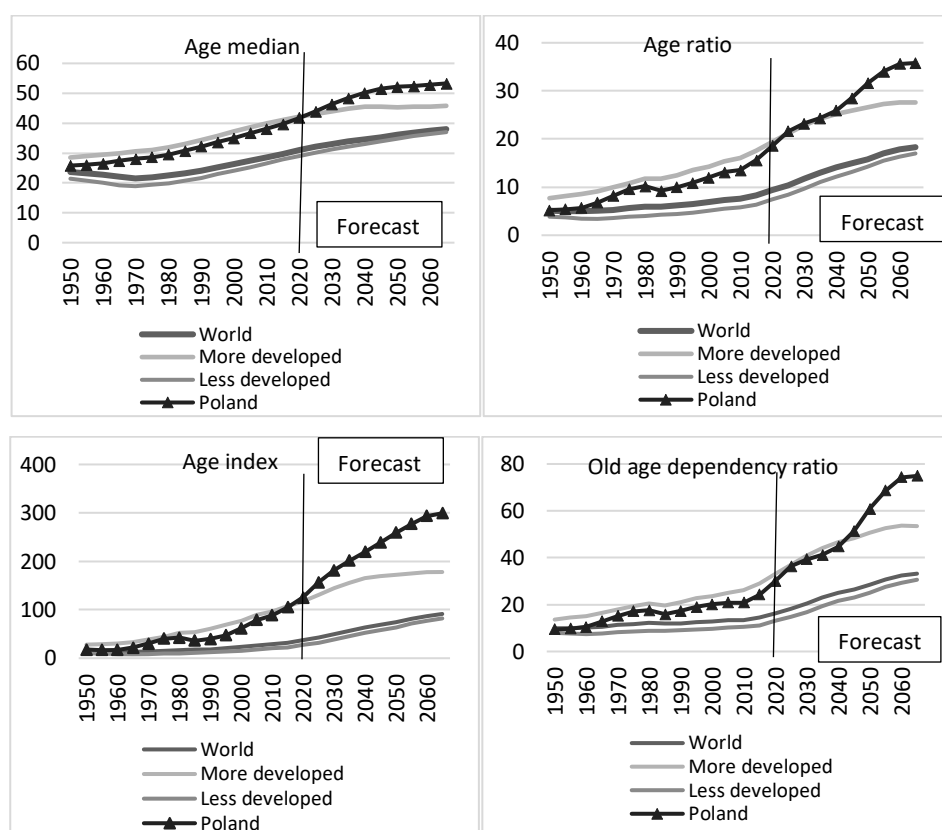 Age median
60
50
40
30
20
10
0
Forecast
1950
1960
1970
1980
1990
2000
2010
2020
2030
2040
2050
2060
World
More developed
Less developed
Poland
Age ratio
40
30
20
10
0
Forecast
1950
1960
1970
1980
1990
2000
2010
2020
2030
2040
2050
2060
World
More developed
Less developed
Poland
Age index
Forecast
400
300
200
100
0
1950
1960
1970
1980
1990
2000
2010
2020
2030
2040
2050
2060
World
More developed
Less developed
Poland
Old age dependency ratio
80
60
40
20
0
Forecast
1950
1960
1970
1980
1990
2000
2010
2020
2030
2040
2050
2060
World
More developed
Less developed
Poland